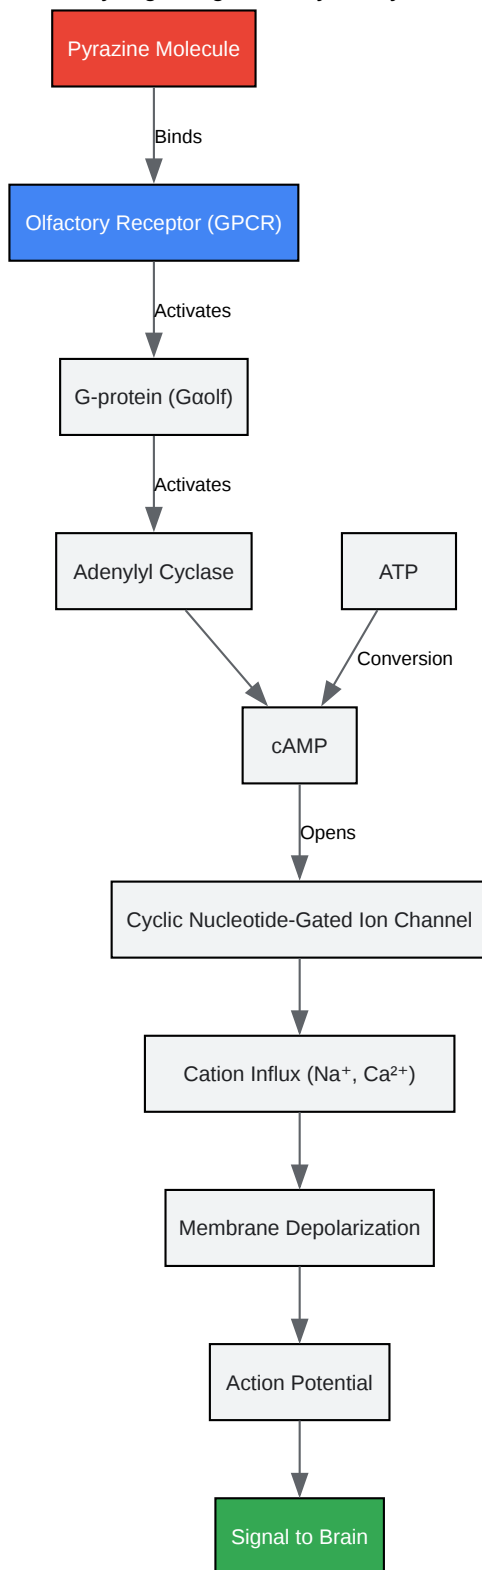 Pyrazine Molecule
Binds
Olfactory Receptor (GPCR)
Activates
G-protein (Gαolf)
Activates
Adenylyl Cyclase
ATP
Conversion
cAMP
Opens
Cyclic Nucleotide-Gated Ion Channel
Cation Influx (Na⁺, Ca²⁺)
Membrane Depolarization
Action Potential
Signal to Brain